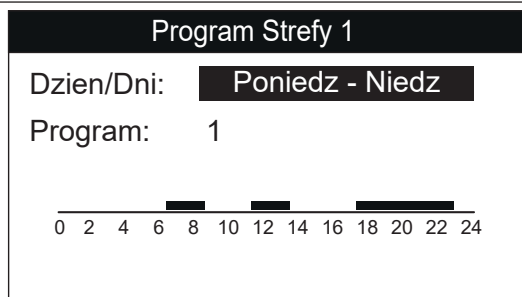 Program Strefy 1
Dzien/Dni: Poniedz - Niedz
Program: 1
0 2 4 6 8 10 12 14 16 18 20 22 24